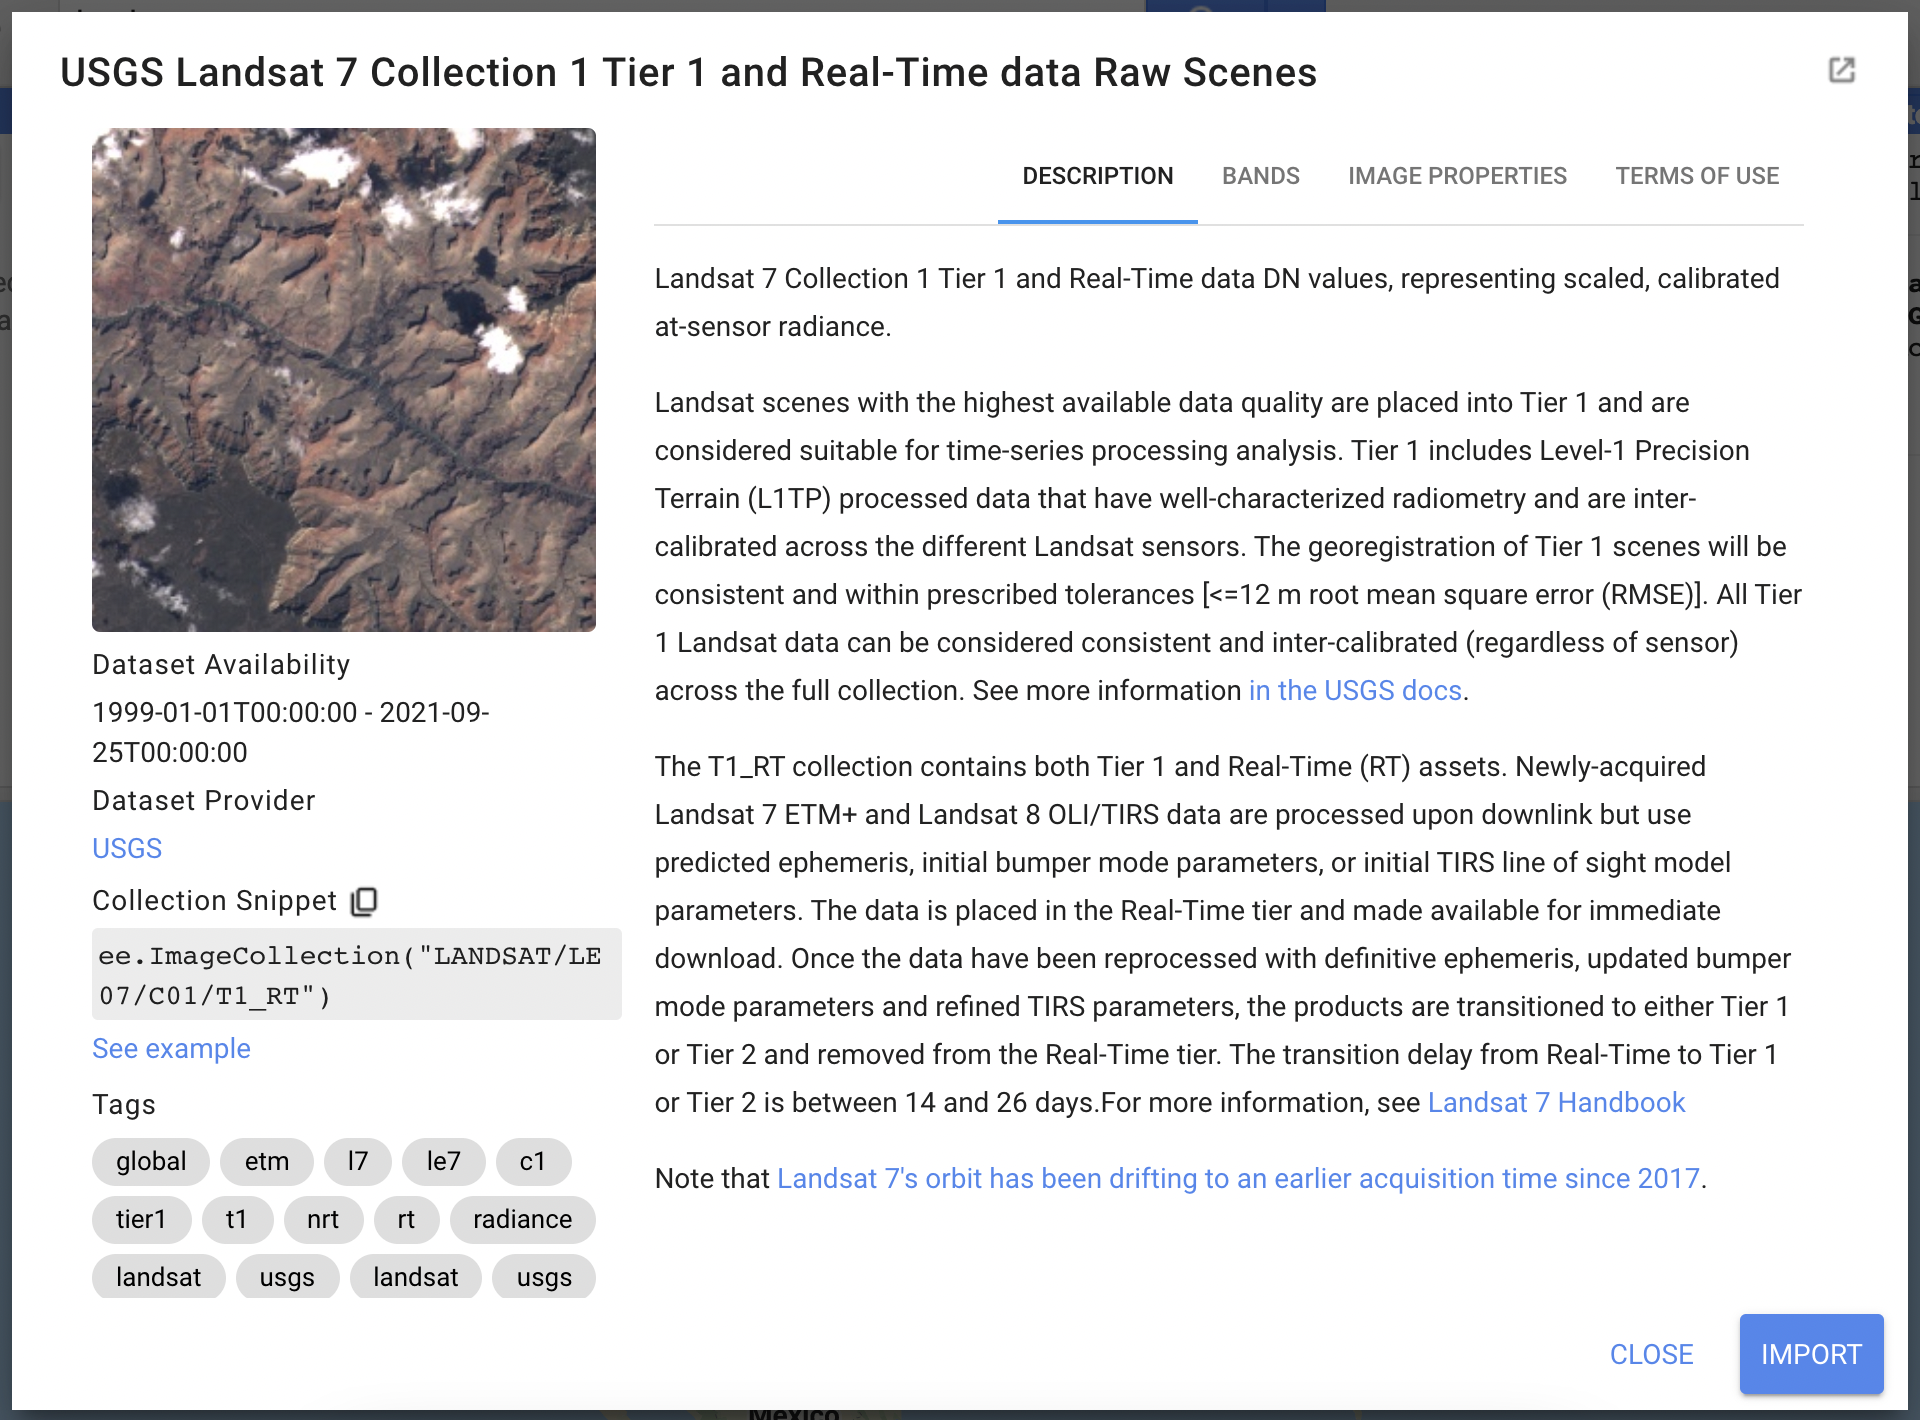 USGS Landsat 7 Collection 1 Tier 1 and Real-Time data Raw Scenes
DESCRIPTION
BANDS
IMAGE PROPERTIES
TERMS OF USE
Dataset Availability
1999-01-01T00:00:00 - 2021-09-
25T00:00:00
Dataset Provider
USGS
Collection Snippet
ee.ImageCollection("LANDSAT/LE
07/C01/T1_RT")
See example
Tags
global etm l7 le7 c1
tier1 t1 nrt rt radiance
landsat usgs landsat usgs
Landsat 7 Collection 1 Tier 1 and Real-Time data DN values, representing scaled, calibrated
at-sensor radiance.
Landsat scenes with the highest available data quality are placed into Tier 1 and are
considered suitable for time-series processing analysis. Tier 1 includes Level-1 Precision
Terrain (L1TP) processed data that have well-characterized radiometry and are inter-
calibrated across the different Landsat sensors. The georegistration of Tier 1 scenes will be
consistent and within prescribed tolerances [<=12 m root mean square error (RMSE)]. All Tier
1 Landsat data can be considered consistent and inter-calibrated (regardless of sensor)
across the full collection. See more information in the USGS docs.
The T1_RT collection contains both Tier 1 and Real-Time (RT) assets. Newly-acquired
Landsat 7 ETM+ and Landsat 8 OLI/TIRS data are processed upon downlink but use
predicted ephemeris, initial bumper mode parameters, or initial TIRS line of sight model
parameters. The data is placed in the Real-Time tier and made available for immediate
download. Once the data have been reprocessed with definitive ephemeris, updated bumper
mode parameters and refined TIRS parameters, the products are transitioned to either Tier 1
or Tier 2 and removed from the Real-Time tier. The transition delay from Real-Time to Tier 1
or Tier 2 is between 14 and 26 days.For more information, see Landsat 7 Handbook
Note that Landsat 7's orbit has been drifting to an earlier acquisition time since 2017.
CLOSE
IMPORT
Mexico